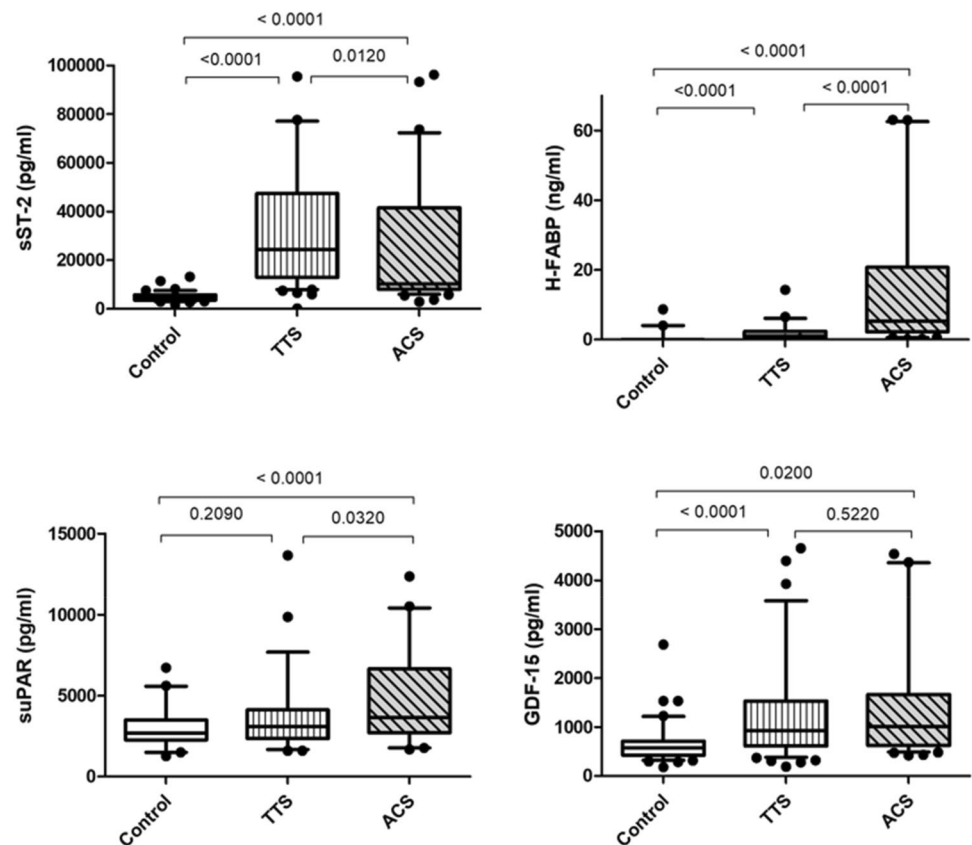 < 0.0001
<0.0001
0.0120
sST-2 (pg/ml)
100000
80000
60000
40000
20000
0
Control
TTS
ACS
< 0.0001
<0.0001
<0.0001
H-FABP (ng/ml)
60
40
20
0
Control
TTS
ACS
< 0.0001
0.2090
0.0320
suPAR (pg/ml)
15000
10000
5000
0
Control
TTS
ACS
0.0200
< 0.0001
0.5220
GDF-15 (pg/ml)
5000
4000
3000
2000
1000
0
Control
TTS
ACS